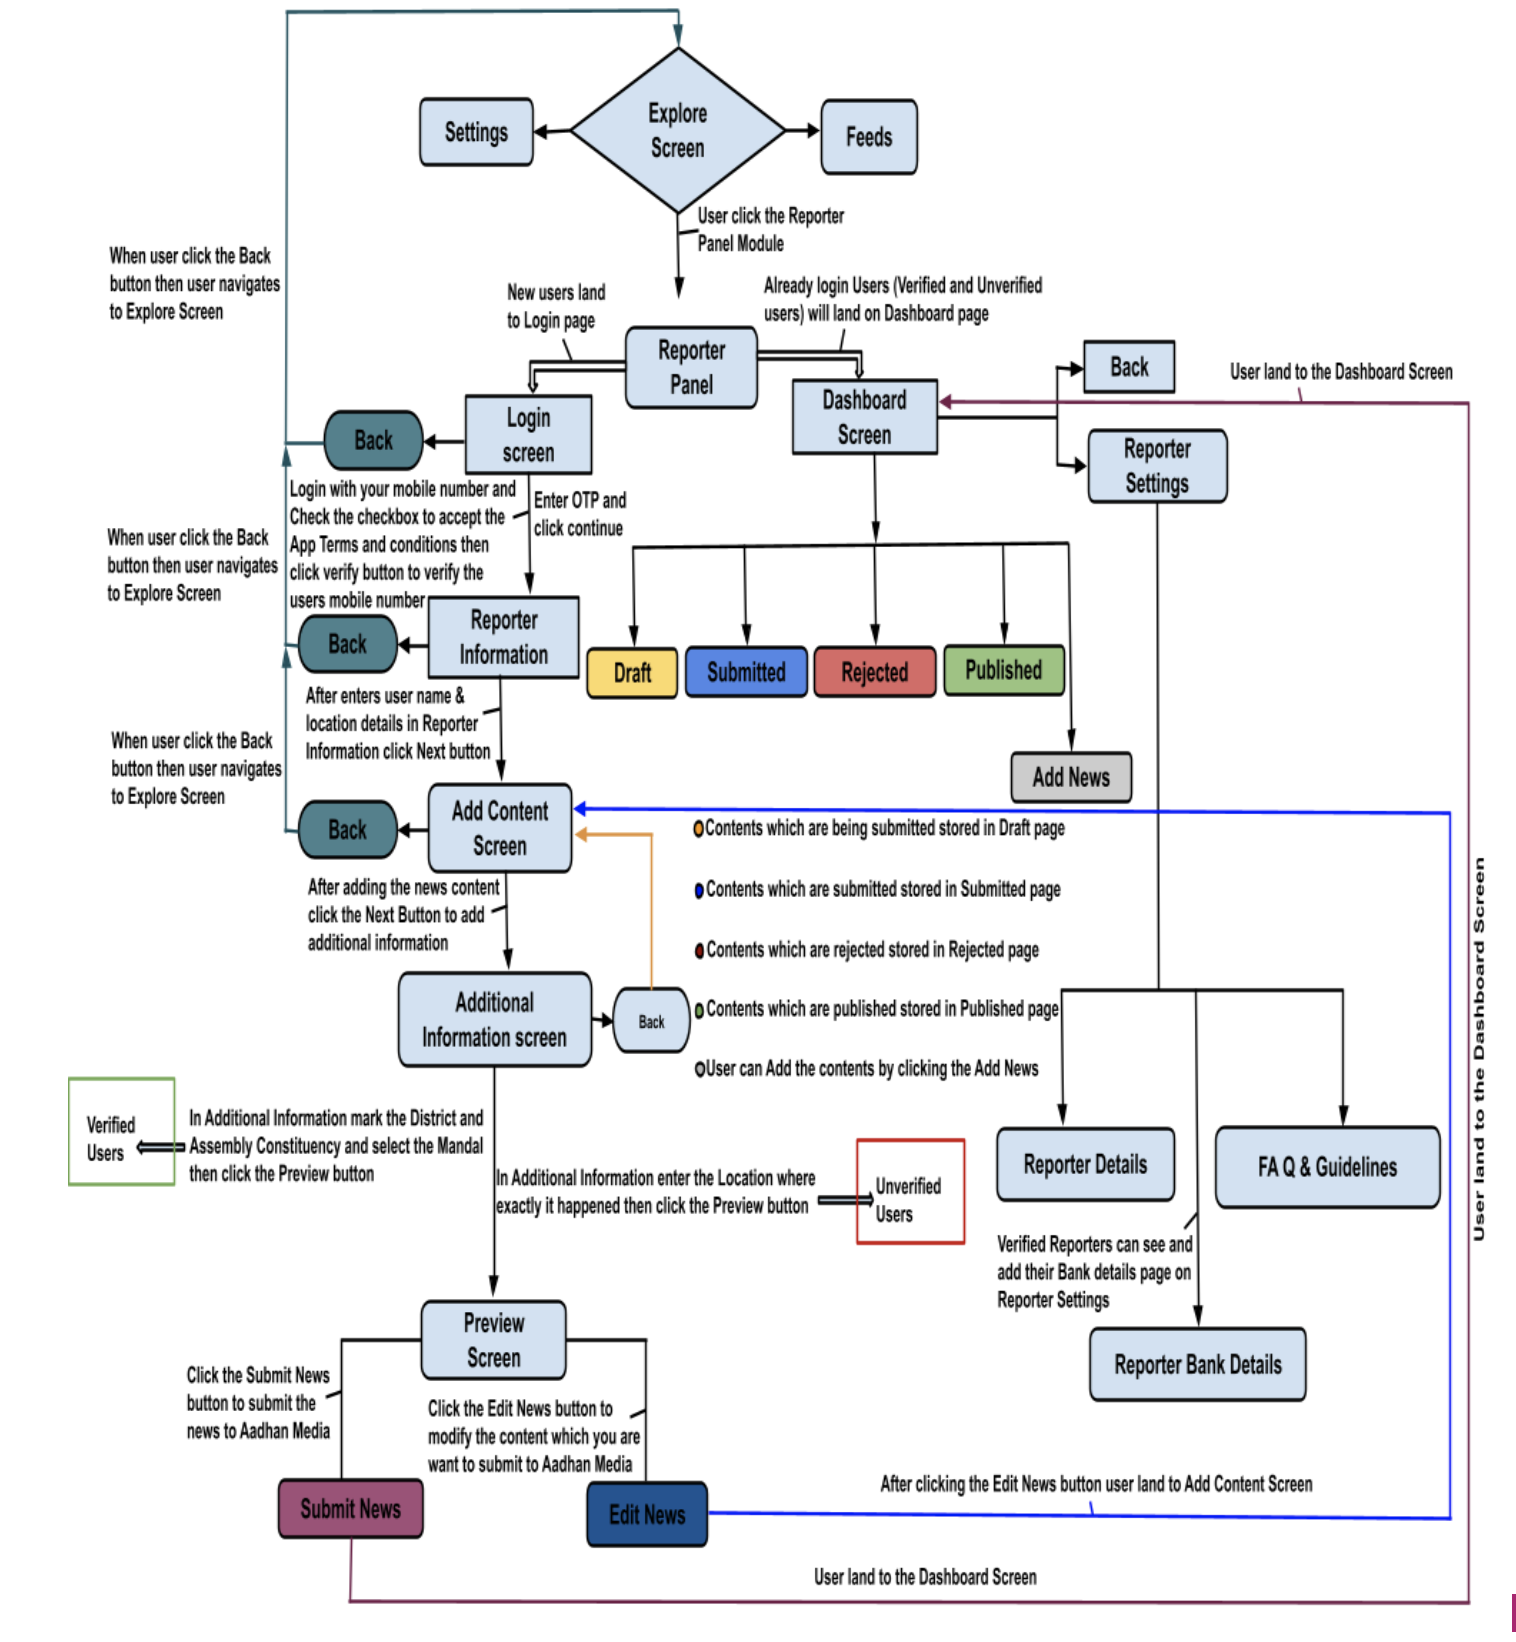 Explore
Screen
Settings
Feeds
User click the Reporter
Panel Module
When user click the Back
button then user navigates
to Explore Screen
New users land
to Login page
Already login Users (Verified and Unverified
users) will land on Dashboard page
Reporter
Panel
Back
User land to the Dashboard Screen
Dashboard
Screen
Login
screen
Back
Reporter
Settings
Login with your mobile number and
Check the checkbox to accept the
App Terms and conditions then
click verify button to verify the
users mobile number
Enter OTP and
click continue
When user click the Back
button then user navigates
to Explore Screen
Reporter
Information
Back
Draft
Submitted
Rejected
Published
After enters user name &
location details in Reporter
Information click Next button
When user click the Back
button then user navigates
to Explore Screen
Add News
Add Content
Screen
Back
Contents which are being submitted stored in Draft page
Contents which are submitted stored in Submitted page
Contents which are rejected stored in Rejected page
Contents which are published stored in Published page
User can Add the contents by clicking the Add News
After adding the news content
click the Next Button to add
additional information
Additional
Information screen
Back
User land to the Dashboard Screen
Verified
Users
In Additional Information mark the District and
Assembly Constituency and select the Mandal
then click the Preview button
In Additional Information enter the Location where
exactly it happened then click the Preview button
Unverified
Users
Reporter Details
FA Q & Guidelines
Verified Reporters can see and
add their Bank details page on
Reporter Settings
Reporter Bank Details
Preview
Screen
Click the Submit News
button to submit the
news to Aadhan Media
Click the Edit News button to
modify the content which you are
want to submit to Aadhan Media
Submit News
Edit News
After clicking the Edit News button user land to Add Content Screen
User land to the Dashboard Screen